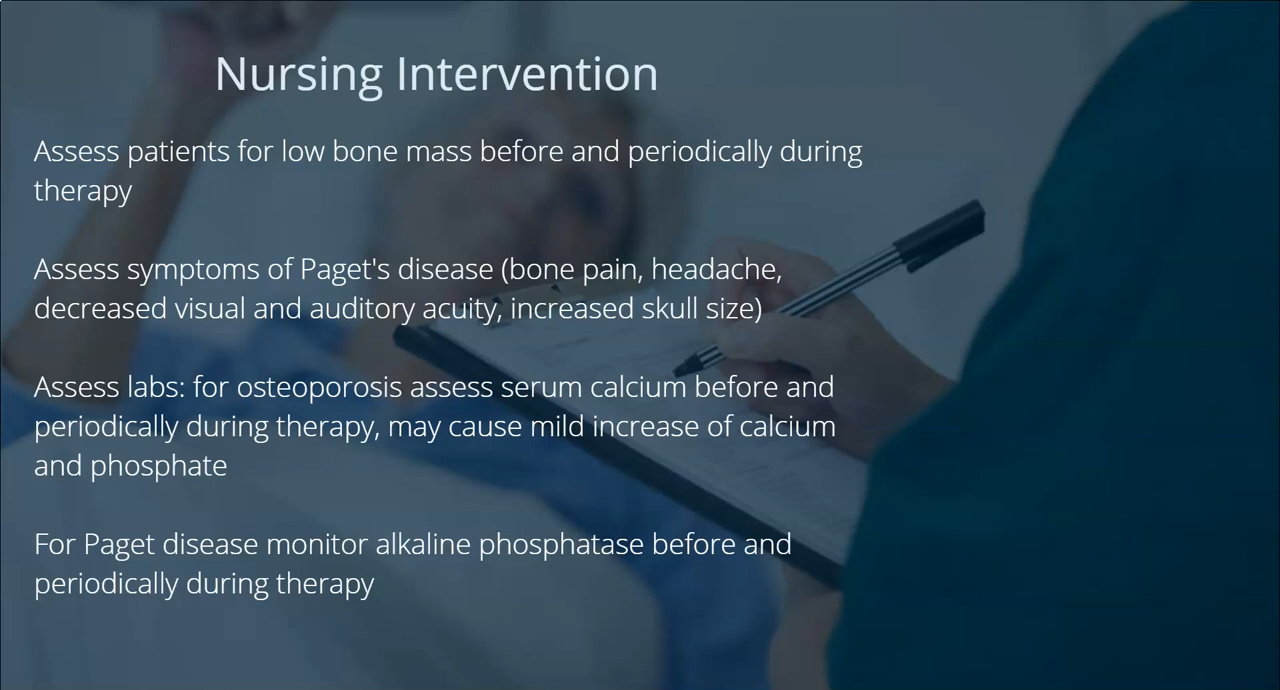 Nursing Intervention
Assess patients for low bone mass before and periodically during
therapy
Assess symptoms of Paget's disease (bone pain, headache,
decreased visual and auditory acuity, increased skull size)
Assess labs: for osteoporosis assess serum calcium before and
periodically during therapy, may cause mild increase of calcium
and phosphate
For Paget disease monitor alkaline phosphatase before and
periodically during therapy